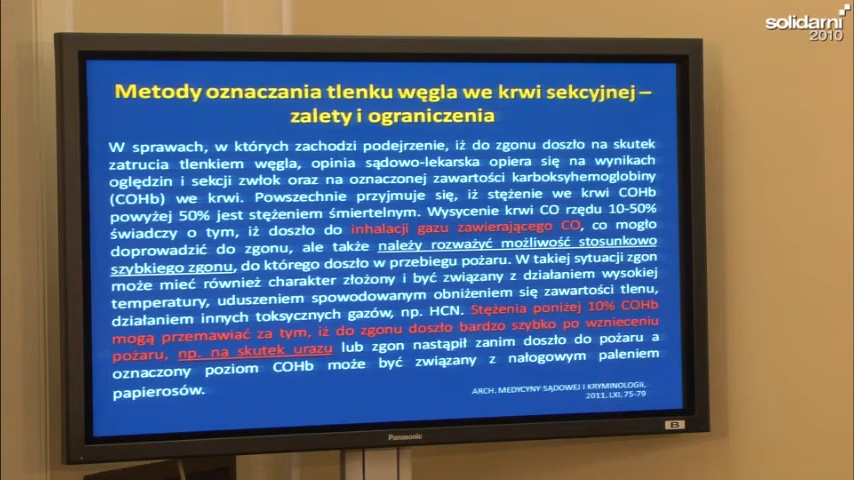 solidarni
2010
Metody oznaczania tlenku węgla we krwi sekcyjnej –
zalety i ograniczenia
W sprawach, w których zachodzi podejrzenie, iż do zgonu doszło na skutek
zatrucia tlenkiem węgla, opinia sądowo-lekarska opiera się na wynikach
oględzin i sekcji zwłok oraz na oznaczonej zawartości karboksyhemoglobiny
(COHb) we krwi. Powszechnie przyjmuje się, iż stężenie we krwi COHb
powyżej 50% jest stężeniem śmiertelnym. Wysycenie krwi CO rzędu 10-50%
świadczy o tym, iż doszło do inhalacji gazu zawierającego CO, co mogło
doprowadzić do zgonu, ale także należy rozważyć możliwość stosunkowo
szybkiego zgonu, do którego doszło w przebiegu pożaru. W takiej sytuacji zgon
może mieć również charakter złożony i być związany z działaniem wysokiej
temperatury, uduszeniem spowodowanym obniżeniem się zawartości tlenu,
działaniem innych toksycznych gazów, np. HCN. Stężenia poniżej 10% COHb
mogą przemawiać za tym, iż do zgonu doszło bardzo szybko po wznieceniu
pożaru, np. na skutek urazu lub zgon nastąpił zanim doszło do pożaru a
oznaczony poziom COHb może być związany z nałogowym paleniem
papierosów.
ARCH. MEDYCYNY SĄDOWEJ I KRYMINOLOGII,
2011, LXI, 75-79
Panasonic
B